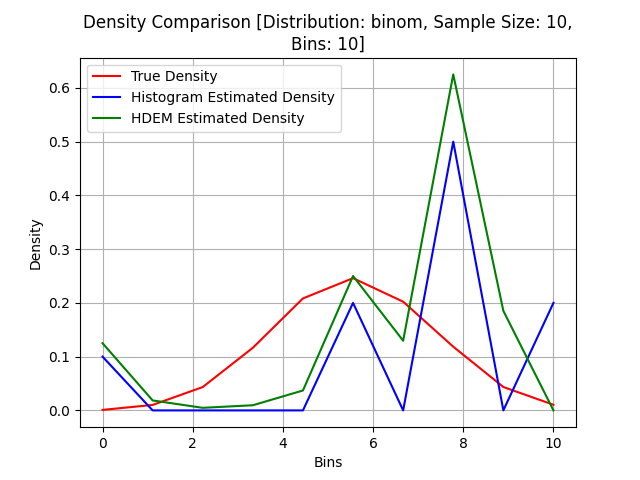 Density Comparison [Distribution: binom, Sample Size: 10,
Bins: 10]
True Density
Histogram Estimated Density
HDEM Estimated Density
0.6
0.5
0.4
0.3
0.2
0.1
0.0
Density
0 2 4 6 8 10
Bins